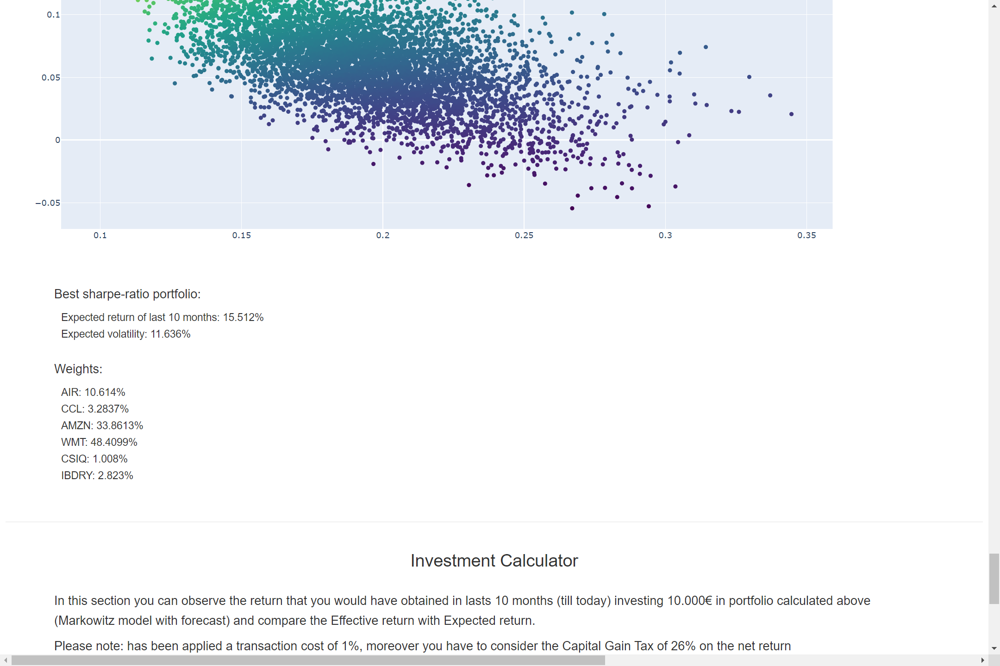 0.1
0.05
0
−0.05
0.1 0.15 0.2 0.25 0.3 0.35
Best sharpe-ratio portfolio:
Expected return of last 10 months: 15.512%
Expected volatility: 11.636%
Weights:
AIR: 10.614%
CCL: 3.2837%
AMZN: 33.8613%
WMT: 48.4099%
CSIQ: 1.008%
IBDRY: 2.823%
Investment Calculator
In this section you can observe the return that you would have obtained in lasts 10 months (till today) investing 10.000€ in portfolio calculated above
(Markowitz model with forecast) and compare the Effective return with Expected return.
Please note: has been applied a transaction cost of 1%, moreover you have to consider the Capital Gain Tax of 26% on the net return